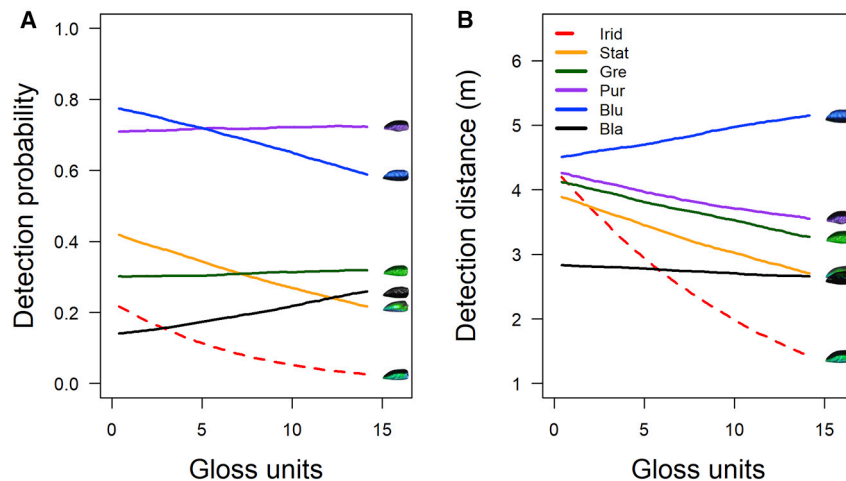 A
Detection probability
1.0
0.8
0.6
0.4
0.2
0.0
0
5
10
15
Gloss units
B
Detection distance (m)
6
5
4
3
2
1
Irid
Stat
Gre
Pur
Blu
Bla
0
5
10
15
Gloss units